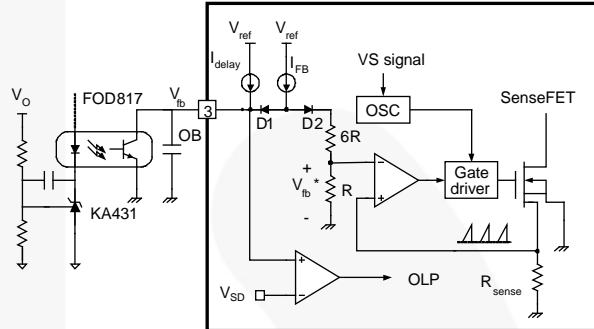 V_ref V_ref
I_delay I_FB
VS signal
FOD817
V_fb
3
SenseFET
V_O
OB
D1 D2
OSC
6R
+
V_fb*
R
-
−
+
Gate
driver
KA431
+
−
V_SD
OLP
R_sense